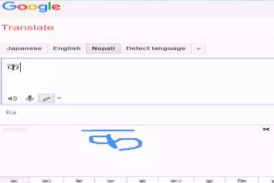 Google
Translate
Japanese English Nepali Detect language
क
Ka
क